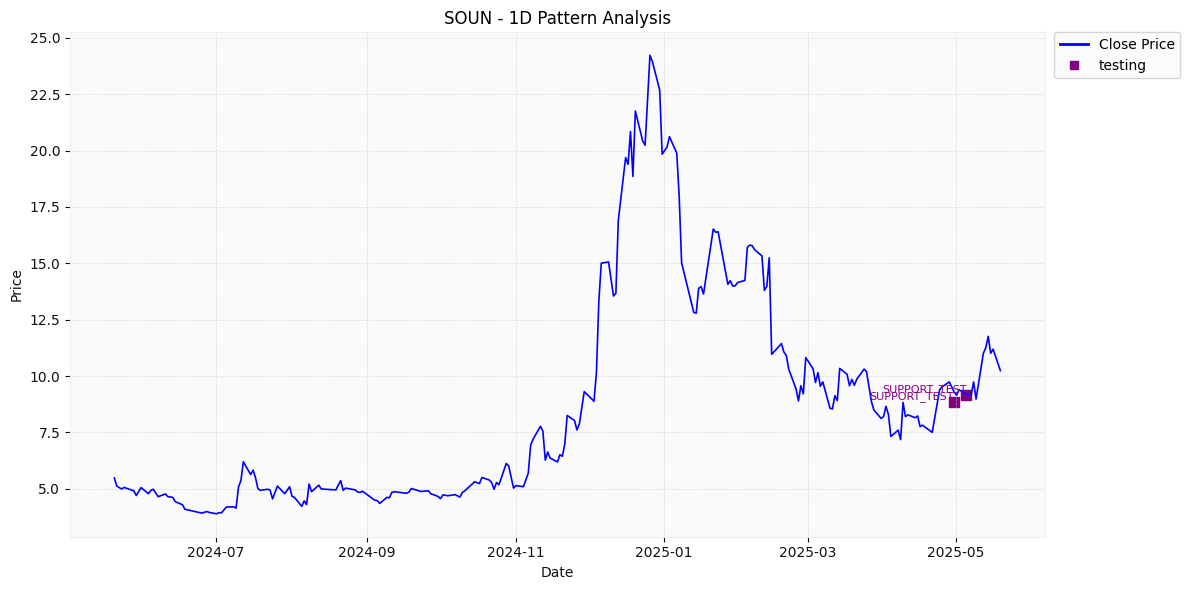 SOUN - 1D Pattern Analysis
Close Price
testing
25.0
22.5
20.0
17.5
15.0
12.5
10.0
7.5
5.0
Price
SUPPORT_TEST
SUPPORT_TEST
2024-07
2024-09
2024-11
2025-01
2025-03
2025-05
Date